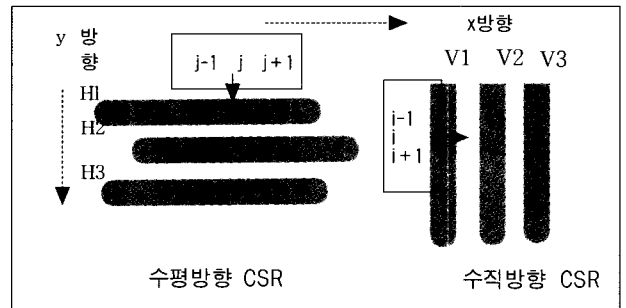 x방향
y 방향
j-1 j j+1
V1 V2 V3
H1
H2
H3
i-1
i
i+1
수평방향 CSR
수직방향 CSR